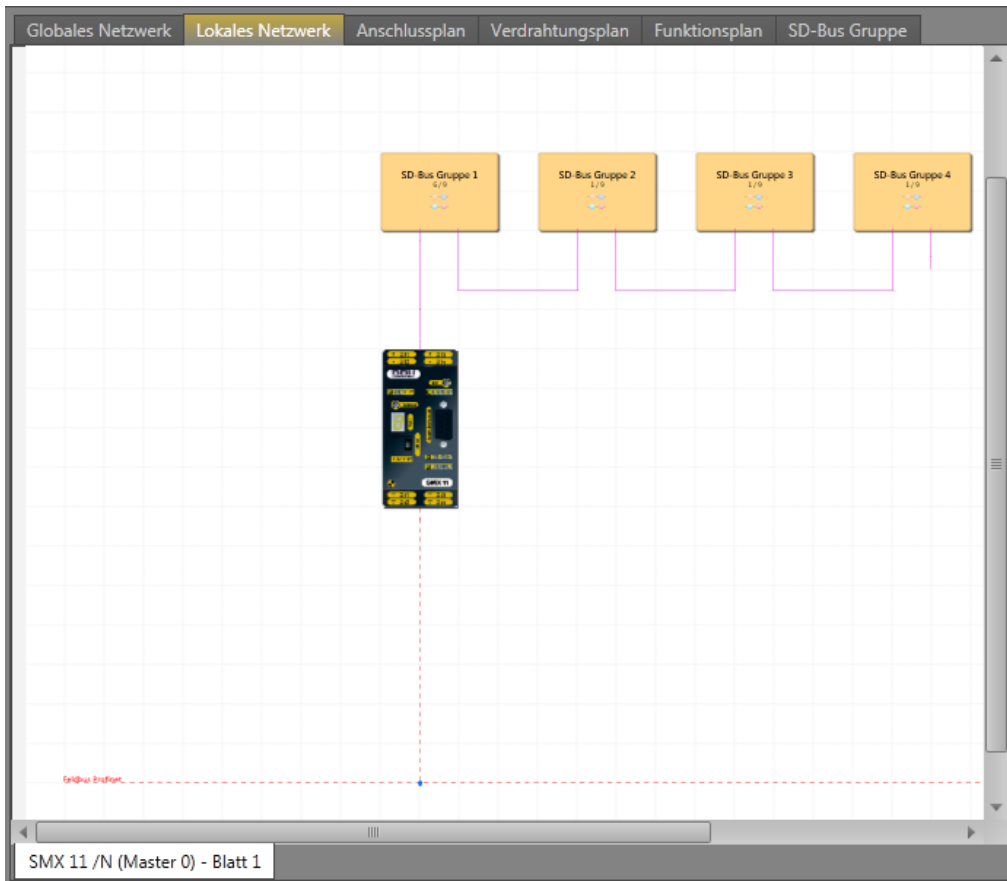 Globales Netzwerk
Lokales Netzwerk
Anschlussplan
Verdrahtungsplan
Funktionsplan
SD-Bus Gruppe
SD-Bus Gruppe 1
6/9
SD-Bus Gruppe 2
1/9
SD-Bus Gruppe 3
1/9
SD-Bus Gruppe 4
1/9
SMX 11
Feldbus Profinet
SMX 11 /N (Master 0) - Blatt 1